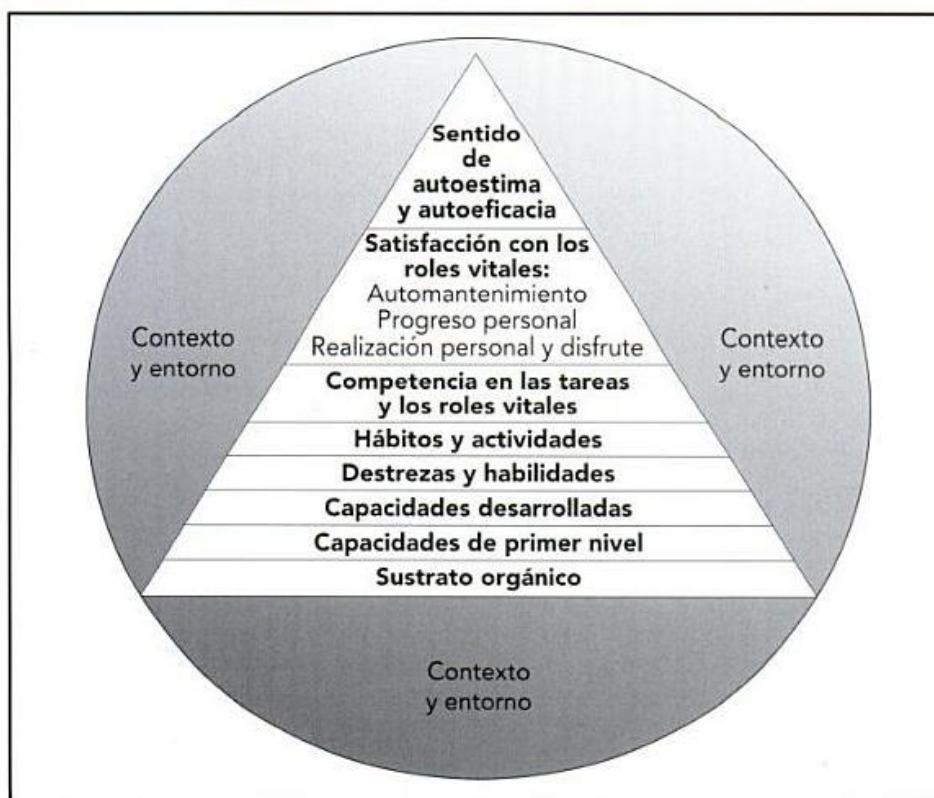 Sentido
de
autoestima
y autoeficacia
Satisfacción con los
roles vitales:
Automantenimiento
Progreso personal
Realización personal y disfrute
Contexto
y entorno
Contexto
y entorno
Competencia en las tareas
y los roles vitales
Hábitos y actividades
Destrezas y habilidades
Capacidades desarrolladas
Capacidades de primer nivel
Sustrato orgánico
Contexto
y entorno